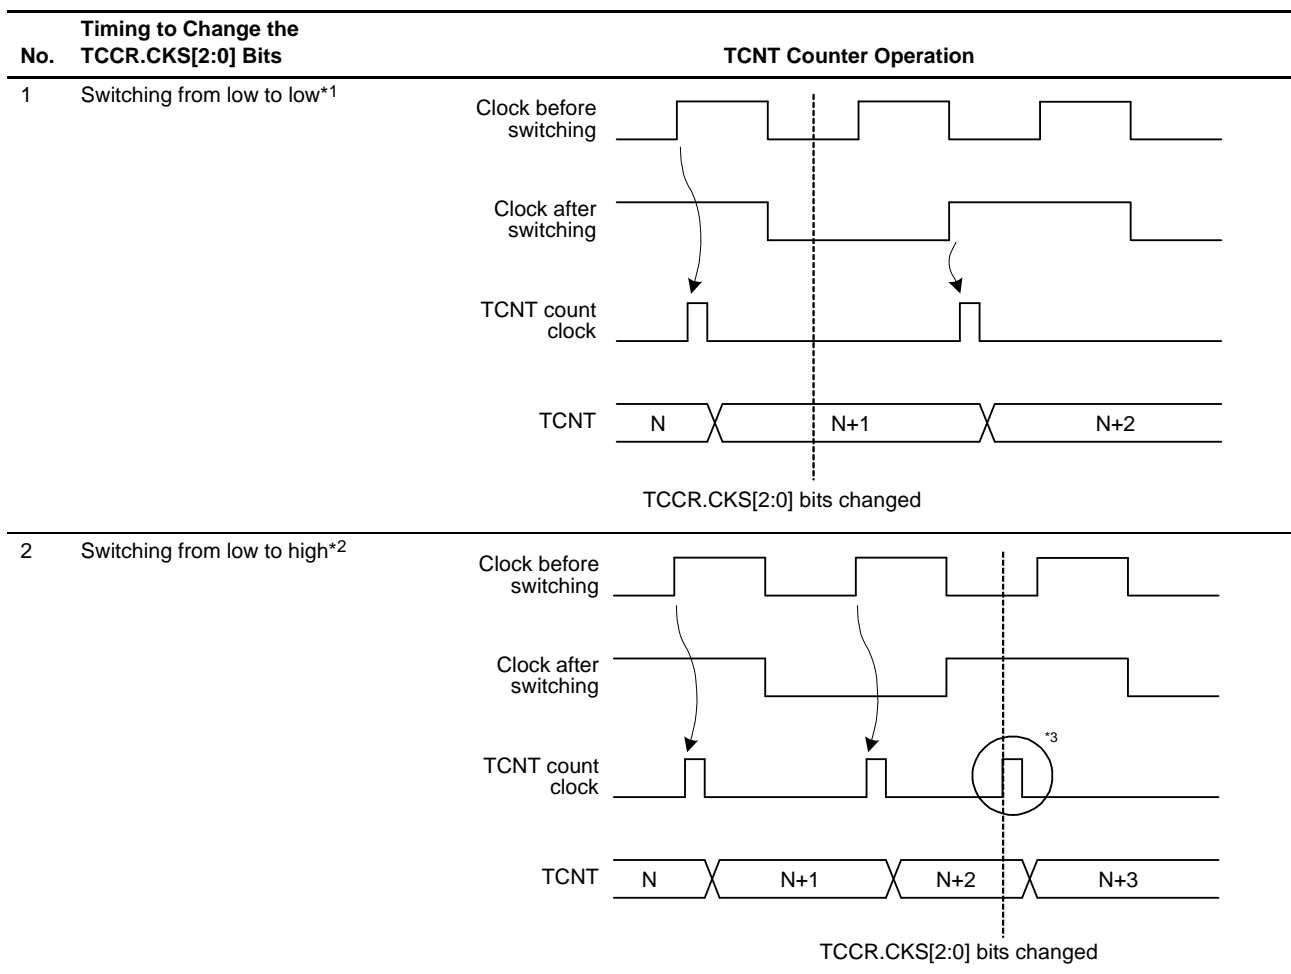 No. Timing to Change the TCCR.CKS[2:0] Bits TCNT Counter Operation
1 Switching from low to low*1
Clock before switching
Clock after switching
TCNT count clock
TCNT N N+1 N+2
TCCR.CKS[2:0] bits changed
2 Switching from low to high*2
Clock before switching
Clock after switching
TCNT count clock
*3
TCNT N N+1 N+2 N+3
TCCR.CKS[2:0] bits changed